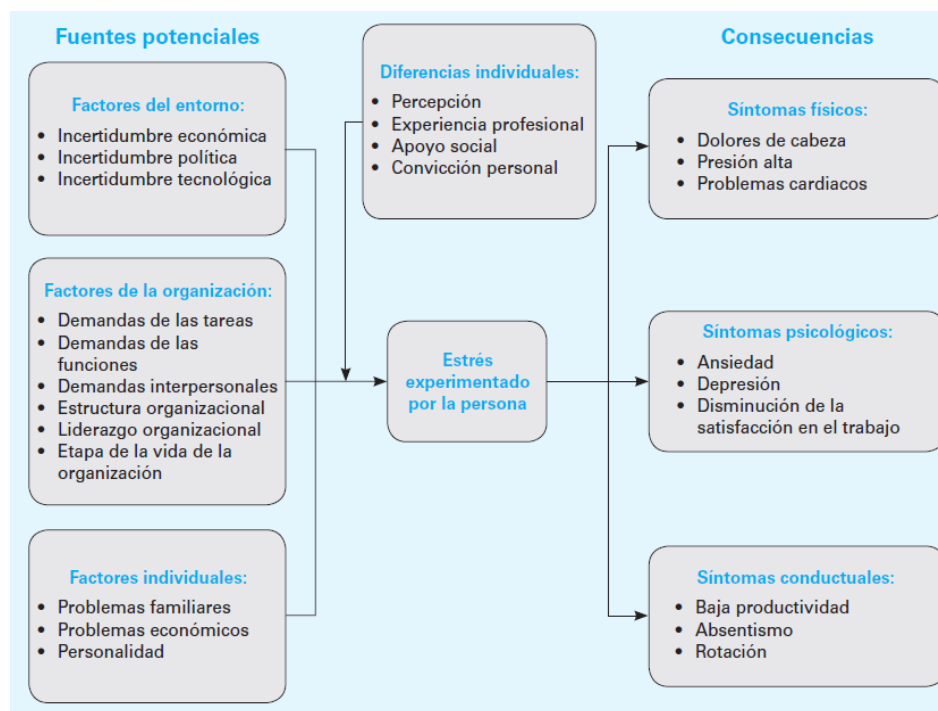 Fuentes potenciales
Factores del entorno:
• Incertidumbre económica
• Incertidumbre política
• Incertidumbre tecnológica
Factores de la organización:
• Demandas de las tareas
• Demandas de las
funciones
• Demandas interpersonales
• Estructura organizacional
• Liderazgo organizacional
• Etapa de la vida de la
organización
Factores individuales:
• Problemas familiares
• Problemas económicos
• Personalidad
Diferencias individuales:
• Percepción
• Experiencia profesional
• Apoyo social
• Convicción personal
Estrés
experimentado
por la persona
Consecuencias
Síntomas físicos:
• Dolores de cabeza
• Presión alta
• Problemas cardiacos
Síntomas psicológicos:
• Ansiedad
• Depresión
• Disminución de la
satisfacción en el trabajo
Síntomas conductuales:
• Baja productividad
• Absentismo
• Rotación